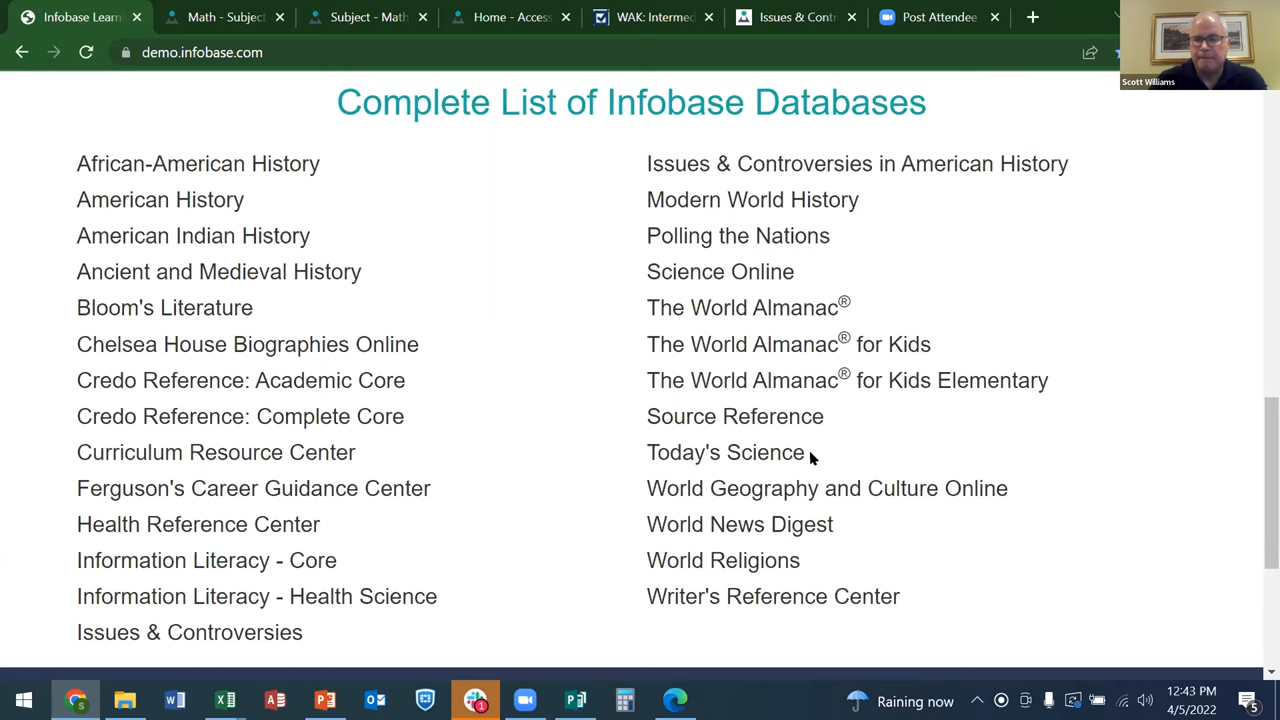 Infobase Learn
Math - Subject
Subject - Math
Home - Access
WAK: Intermed
Issues & Contr
Post Attendee
demo.infobase.com
Scott Williams
Complete List of Infobase Databases
African-American History
American History
American Indian History
Ancient and Medieval History
Bloom's Literature
Chelsea House Biographies Online
Credo Reference: Academic Core
Credo Reference: Complete Core
Curriculum Resource Center
Ferguson's Career Guidance Center
Health Reference Center
Information Literacy - Core
Information Literacy - Health Science
Issues & Controversies
Issues & Controversies in American History
Modern World History
Polling the Nations
Science Online
The World Almanac®
The World Almanac® for Kids
The World Almanac® for Kids Elementary
Source Reference
Today's Science
World Geography and Culture Online
World News Digest
World Religions
Writer's Reference Center
1
Raining now
12:43 PM
4/5/2022
5